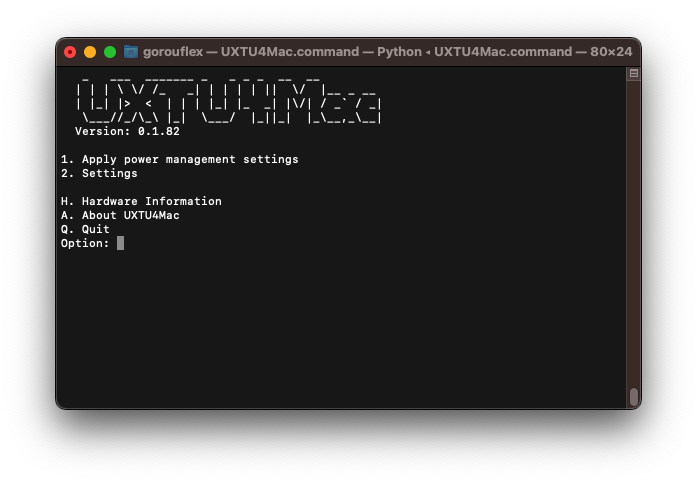 gorouflex — UXTU4Mac.command — Python ◂ UXTU4Mac.command — 80×24
UXTU4Mac
Version: 0.1.82
1. Apply power management settings
2. Settings
H. Hardware Information
A. About UXTU4Mac
Q. Quit
Option: